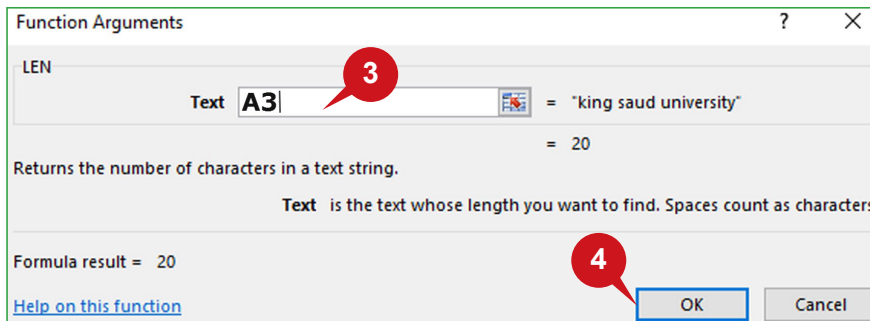 Function Arguments ? X
LEN
3
Text A3 = "king saud university"
= 20
Returns the number of characters in a text string.
Text is the text whose length you want to find. Spaces count as characters
Formula result = 20
4
Help on this function OK Cancel